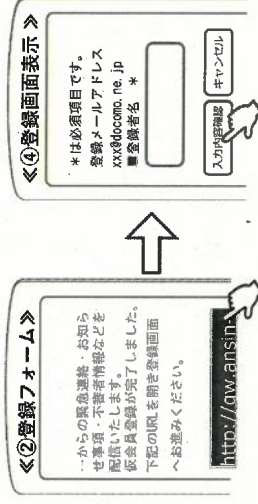 ≪②登録フォーム≫
…からの緊急連絡・お知ら
せ事項・不審者情報などを
配信いたします。
仮会員登録が完了しました。
下記のURLを開き登録画面
へお進みください。
http://gw.ansin-
≪④登録画面表示≫
*は必須項目です。
登録メールアドレス
xxx@docomo.ne.jp
■登録者名 *
入力内容確認
キャンセル